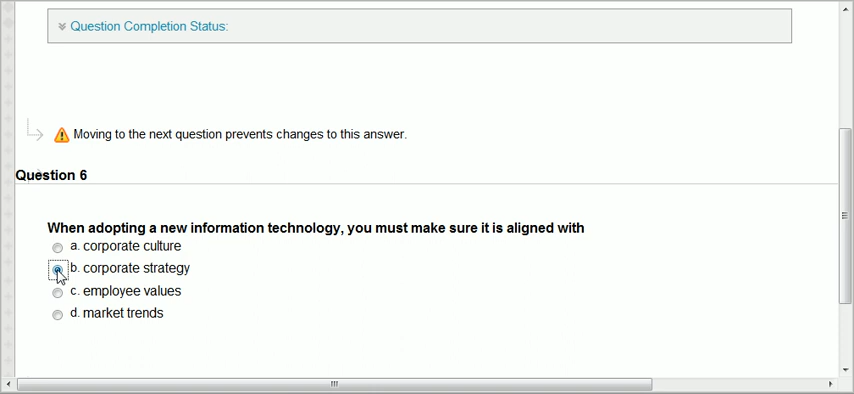 Question Completion Status:
Moving to the next question prevents changes to this answer.
Question 6
When adopting a new information technology, you must make sure it is aligned with
a. corporate culture
b. corporate strategy
c. employee values
d. market trends